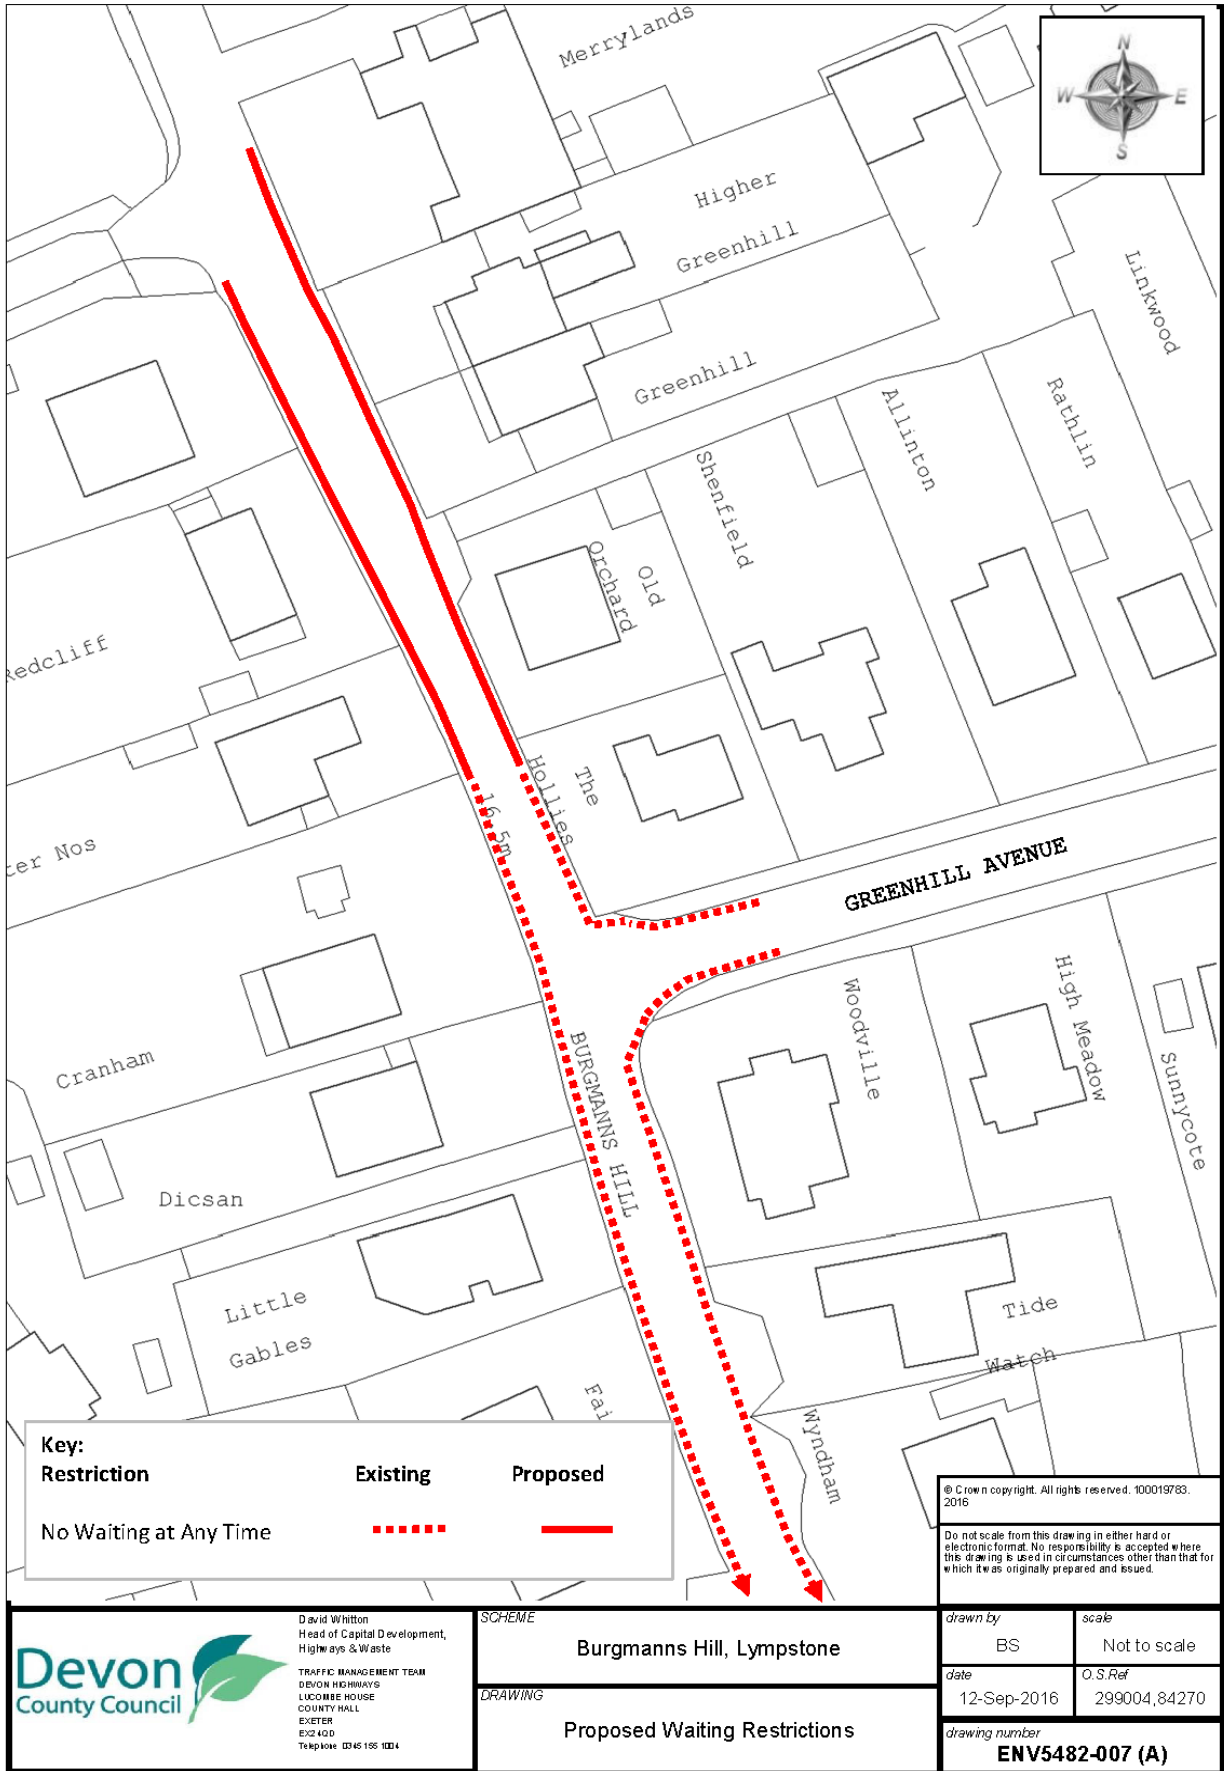 N
W E
S
Merrylands
Higher
Greenhill
Greenhill
Linkwood
Rathlin
Allinton
Shenfield
Old
Orchard
Redcliff
The
Hollies
16.5m
ter Nos
GREENHILL AVENUE
Cranham
BURGMANNS HILL
Woodville
High Meadow
Sunnycote
Dicsan
Little
Gables
Tide
Watch
Fai
Wyndham
Key:
Restriction Existing Proposed
No Waiting at Any Time
© Crown copyright. All rights reserved. 100019783.
2016
Do not scale from this drawing in either hard or
electronic format. No responsibility is accepted where
this drawing is used in circumstances other than that for
which it was originally prepared and issued.
Devon
County Council
David Whitton
Head of Capital Development,
Highways & Waste
TRAFFIC MANAGEMENT TEAM
DEVON HIGHWAYS
LUCOMBE HOUSE
COUNTY HALL
EXETER
EX2 4QD
Telephone 0345 155 1004
SCHEME
Burgmanns Hill, Lympstone
DRAWING
Proposed Waiting Restrictions
drawn by
BS
scale
Not to scale
date
12-Sep-2016
O.S.Ref
299004,84270
drawing number
ENV5482-007 (A)